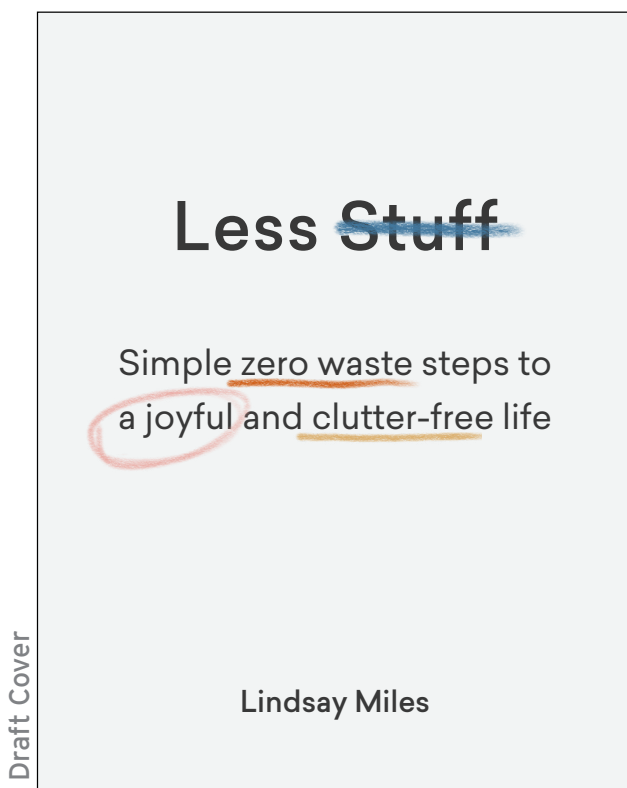 Less Stuff
Simple zero waste steps to
a joyful and clutter-free life
Lindsay Miles
Draft Cover